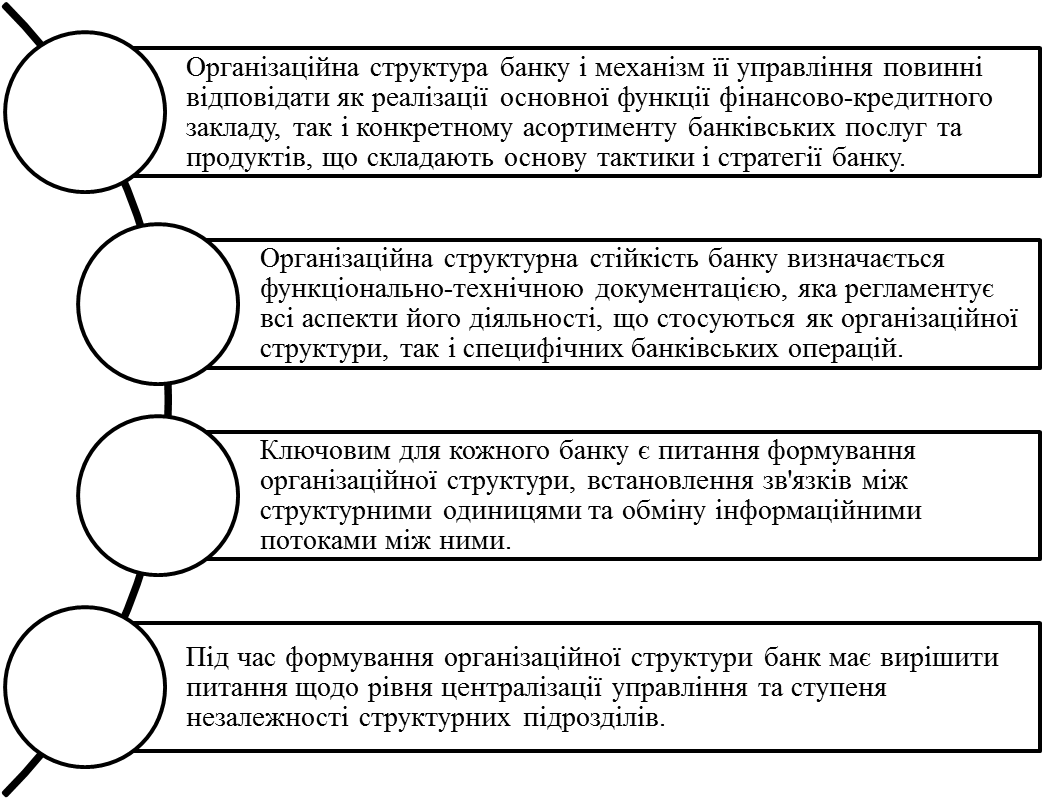 Організаційна структура банку і механізм її управління повинні
відповідати як реалізації основної функції фінансово-кредитного
закладу, так і конкретному асортименту банківських послуг та
продуктів, що складають основу тактики і стратегії банку.
Організаційна структурна стійкість банку визначається
функціонально-технічною документацією, яка регламентує
всі аспекти його діяльності, що стосуються як організаційної
структури, так і специфічних банківських операцій.
Ключовим для кожного банку є питання формування
організаційної структури, встановлення зв'язків між
структурними одиницями та обміну інформаційними
потоками між ними.
Під час формування організаційної структури банк має вирішити
питання щодо рівня централізації управління та ступеня
незалежності структурних підрозділів.